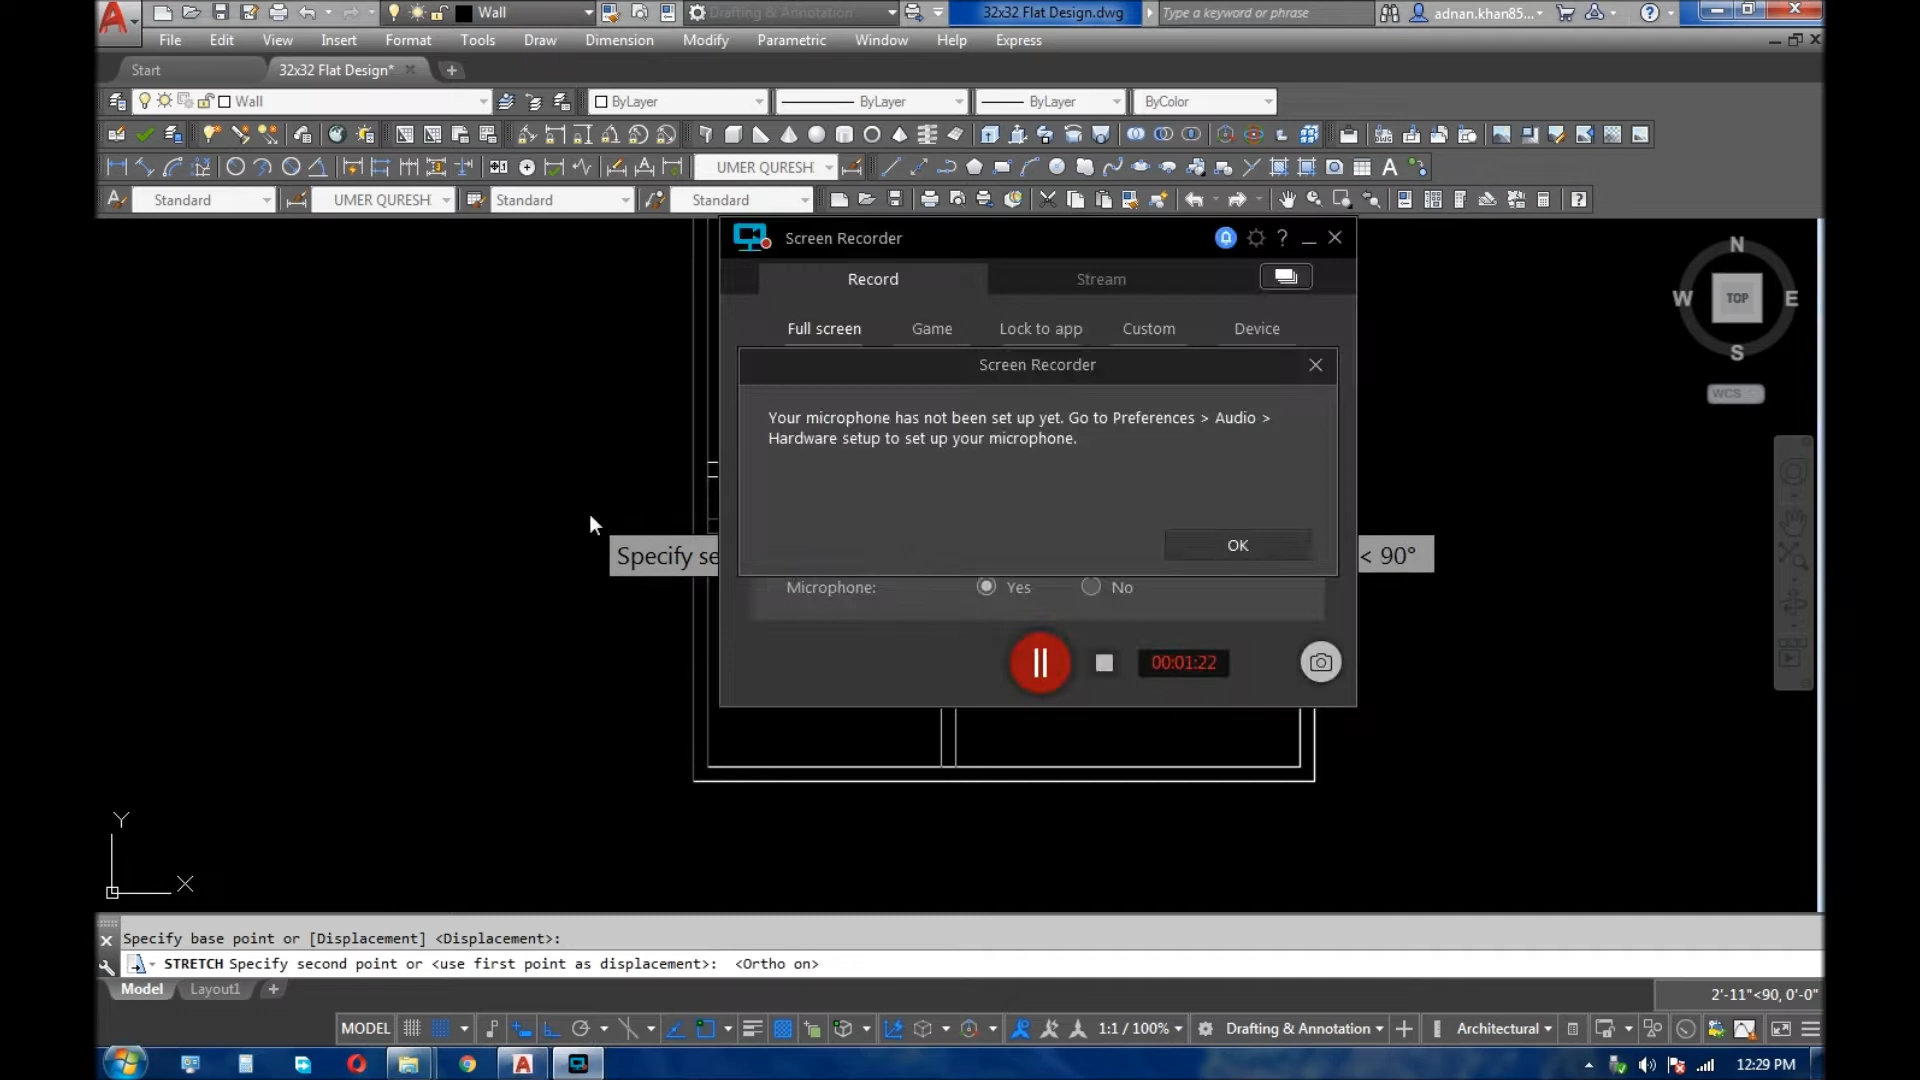 Wall
Drafting & Annotation
32x32 Flat Design.dwg
Type a keyword or phrase
adnan.khan85...
File Edit View Insert Format Tools Draw Dimension Modify Parametric Window Help Express
Start 32x32 Flat Design*
Wall ByLayer ByLayer ByLayer ByColor
UMER QURESH
Standard UMER QURESH Standard Standard
Screen Recorder
Record Stream
Full screen Game Lock to app Custom Device
Screen Recorder
Your microphone has not been set up yet. Go to Preferences > Audio >
Hardware setup to set up your microphone.
OK
Specify se
< 90°
Microphone: Yes No
00:01:22
N
W TOP E
S
WCS
Y
X
Specify base point or [Displacement] <Displacement>:
STRETCH Specify second point or <use first point as displacement>: <Ortho on>
Model Layout1
2'-11"<90, 0'-0"
MODEL 1:1 / 100% Drafting & Annotation Architectural
12:29 PM